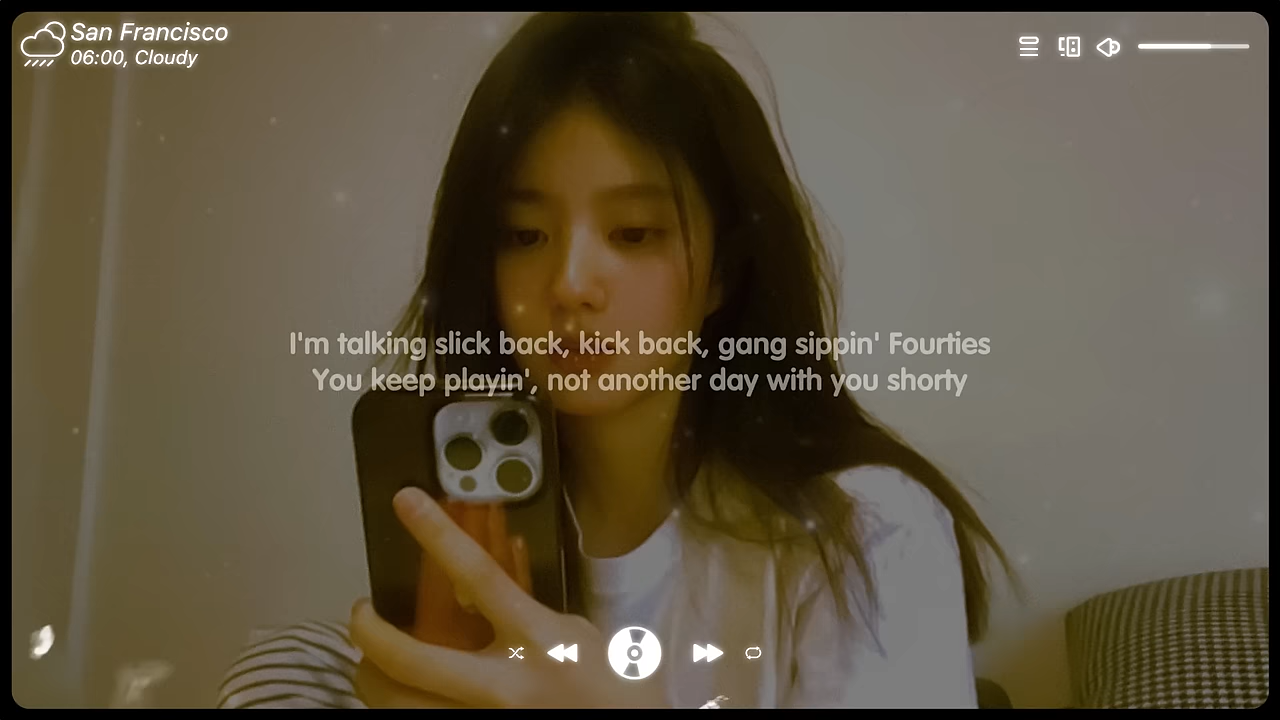 San Francisco
06:00, Cloudy
I'm talking slick back, kick back, gang sippin' Fourties
You keep playin', not another day with you shorty